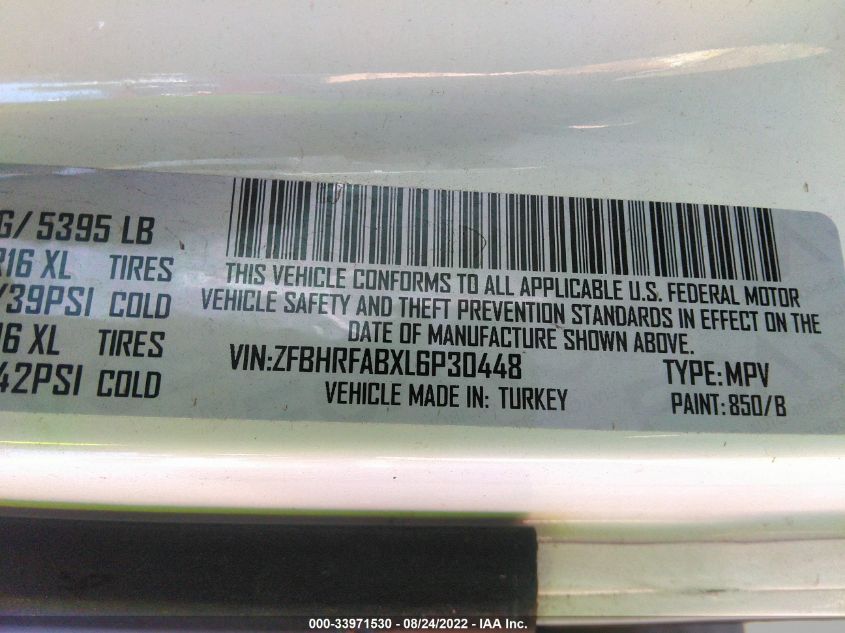 G/ 5395 LB
R16 XL TIRES
/39PSI COLD
16 XL TIRES
42PSI COLD
THIS VEHICLE CONFORMS TO ALL APPLICABLE U.S. FEDERAL MOTOR
VEHICLE SAFETY AND THEFT PREVENTION STANDARDS IN EFFECT ON THE
DATE OF MANUFACTURE SHOWN ABOVE.
VIN:ZFBHRFABXL6P30448 TYPE:MPV
VEHICLE MADE IN: TURKEY PAINT:850/B
000-33971530 - 08/24/2022 - IAA Inc.